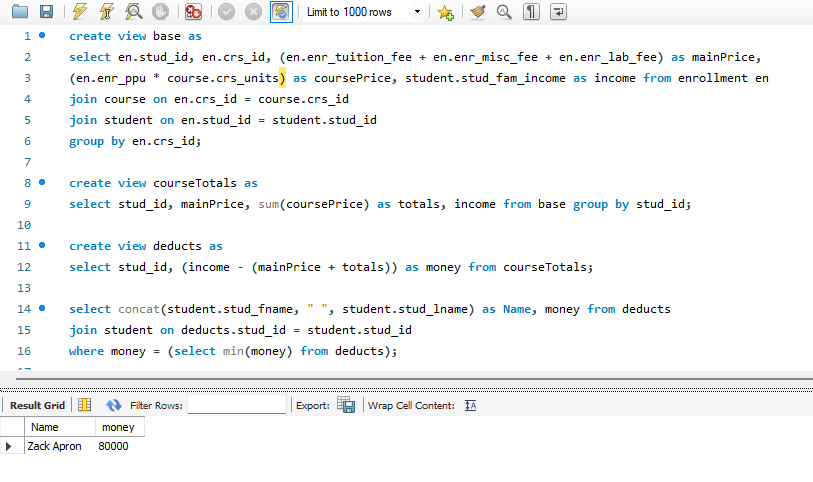 Limit to 1000 rows
1 create view base as
2 select en.stud_id, en.crs_id, (en.enr_tuition_fee + en.enr_misc_fee + en.enr_lab_fee) as mainPrice,
3 (en.enr_ppu * course.crs_units) as coursePrice, student.stud_fam_income as income from enrollment en
4 join course on en.crs_id = course.crs_id
5 join student on en.stud_id = student.stud_id
6 group by en.crs_id;
7
8 create view courseTotals as
9 select stud_id, mainPrice, sum(coursePrice) as totals, income from base group by stud_id;
10
11 create view deducts as
12 select stud_id, (income - (mainPrice + totals)) as money from courseTotals;
13
14 select concat(student.stud_fname, " ", student.stud_lname) as Name, money from deducts
15 join student on deducts.stud_id = student.stud_id
16 where money = (select min(money) from deducts);
Result Grid Filter Rows: Export: Wrap Cell Content: IA
Name money
Zack Apron 80000